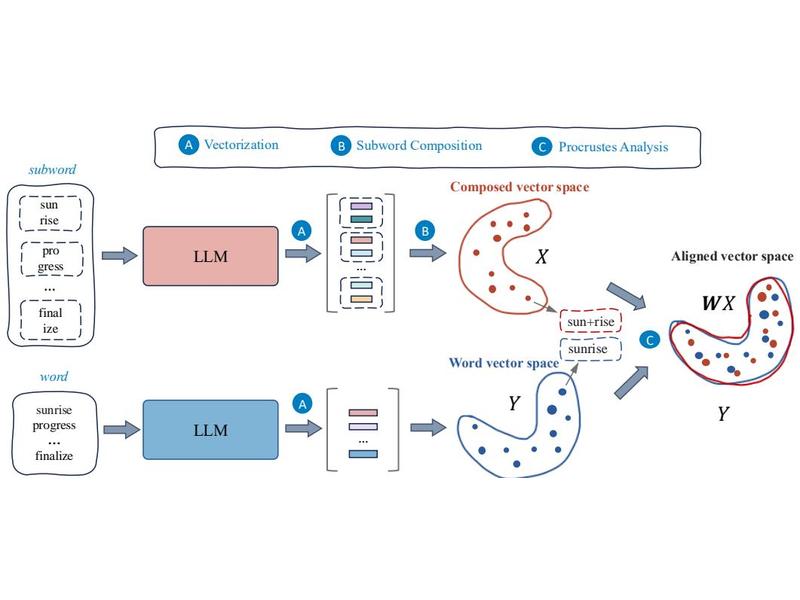 A Vectorization B Subword Composition C Procrustes Analysis
subword
sun
rise
pro
gress
...
final
ize
LLM
A
...
B
Composed vector space
X
sun+rise
sunrise
Word vector space
Y
word
sunrise
progress
...
finalize
LLM
A
...
C
Aligned vector space
WX
Y